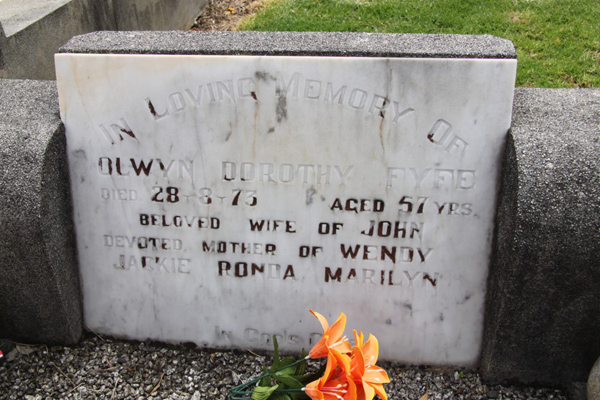 IN LOVING MEMORY OF
OLWYN DOROTHY FYFE
DIED 28-8-73 AGED 57 YRS.
BELOVED WIFE OF JOHN
DEVOTED MOTHER OF WENDY
JACKIE RONDA MARILYN
IN